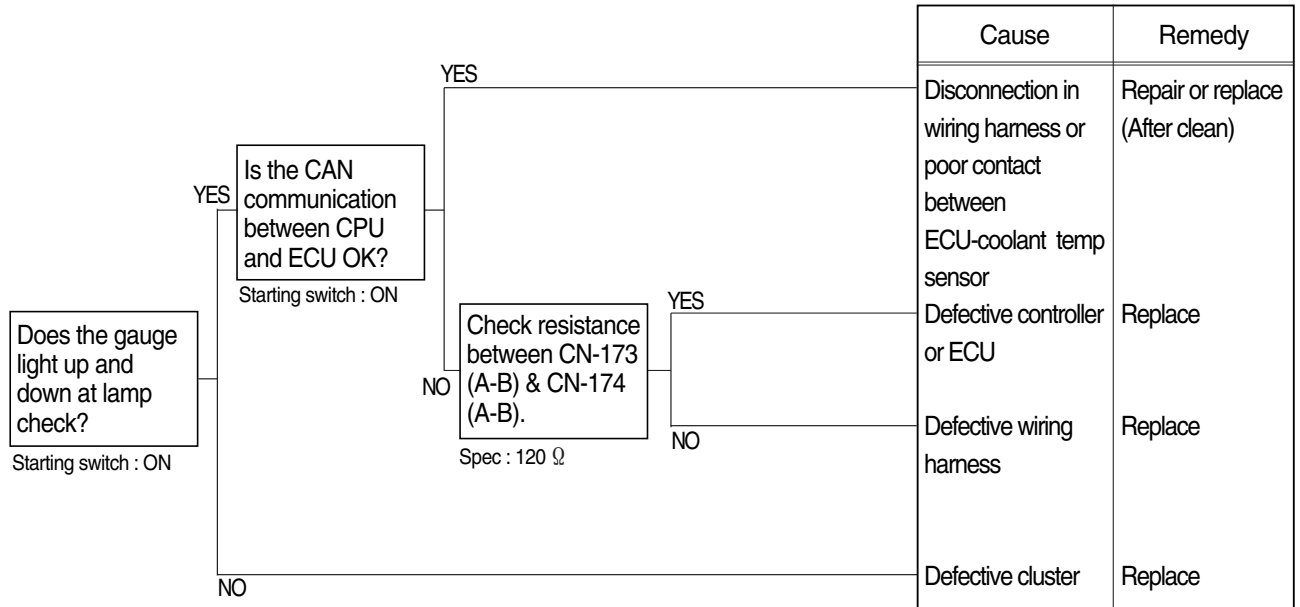 Cause
Remedy
YES
Disconnection in
wiring harness or
poor contact
between
ECU-coolant temp
sensor
Repair or replace
(After clean)
YES
Is the CAN
communication
between CPU
and ECU OK?
Starting switch : ON
YES
Defective controller
or ECU
Replace
Does the gauge
light up and
down at lamp
check?
Starting switch : ON
NO
Check resistance
between CN-173
(A-B) & CN-174
(A-B).
Spec : 120 Ω
NO
Defective wiring
harness
Replace
NO
Defective cluster
Replace